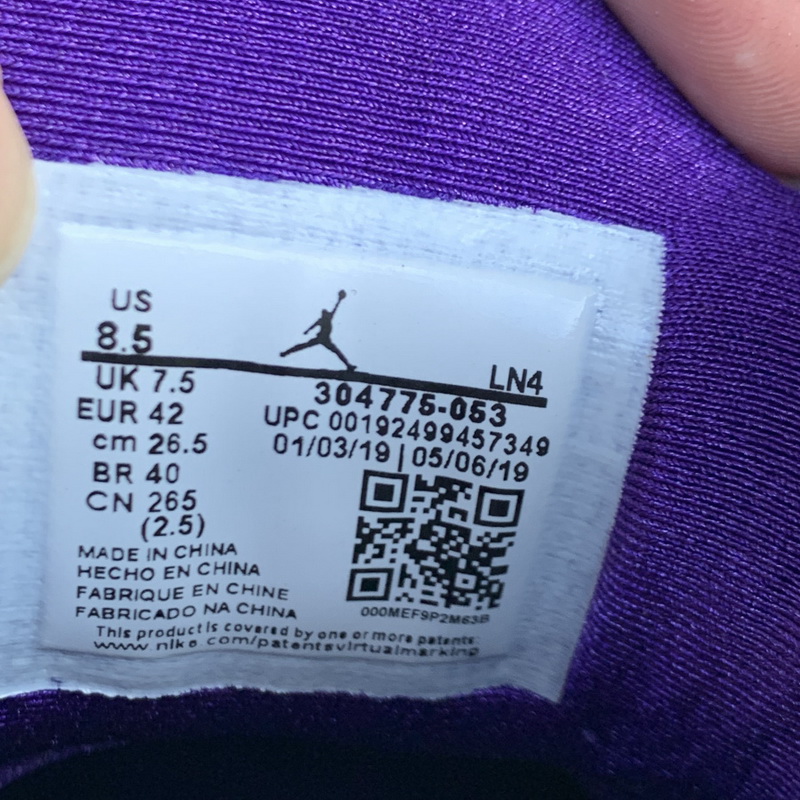 US
8.5
LN4
UK 7.5
304775-053
EUR 42
UPC 00192499457349
cm 26.5
01/03/19 | 05/06/19
BR 40
CN 265
(2.5)
MADE IN CHINA
HECHO EN CHINA
FABRIQUE EN CHINE
FABRICADO NA CHINA
000MEF9P2M63B
This product is covered by one or more patents:
www.nike.com/patentsvirtualmarking